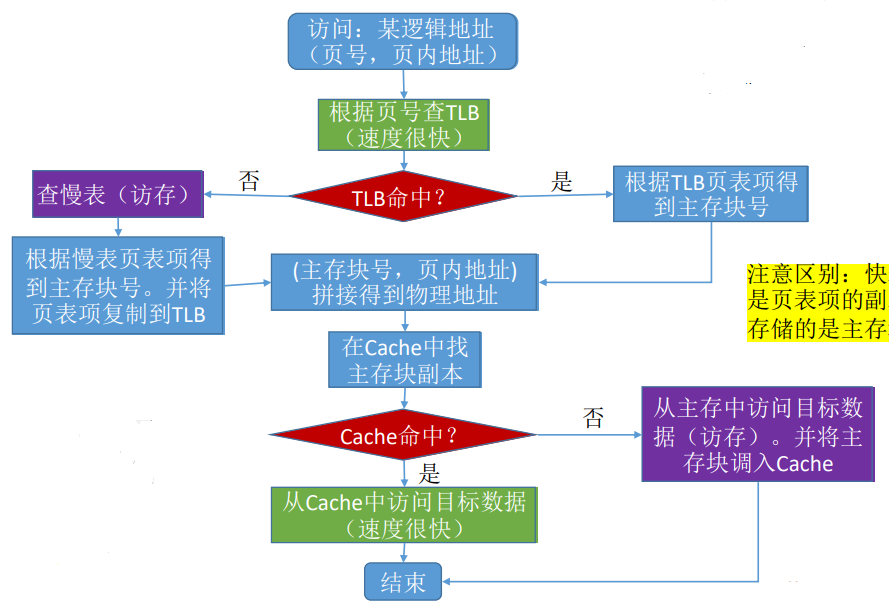 访问：某逻辑地址
（页号，页内地址）
根据页号查TLB
（速度很快）
否
是
查慢表（访存）
TLB命中？
根据TLB页表项得
到主存块号
根据慢表页表项得
到主存块号。并将
页表项复制到TLB
(主存块号，页内地址)
拼接得到物理地址
注意区别：快
是页表项的副
存储的是主存
在Cache中找
主存块副本
Cache命中？
否
从主存中访问目标数
据（访存）。并将主
存块调入Cache
是
从Cache中访问目标数据
（速度很快）
结束